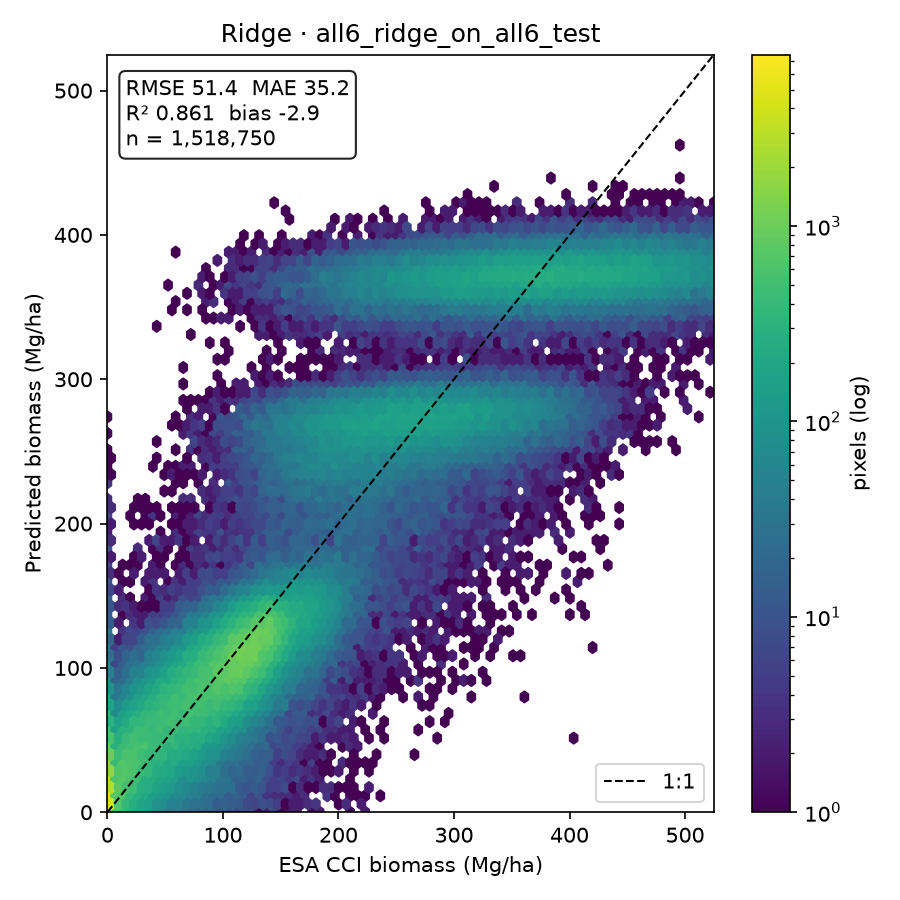 Ridge · all6_ridge_on_all6_test
RMSE 51.4  MAE 35.2
R² 0.861  bias -2.9
n = 1,518,750
500
400
300
200
100
0
Predicted biomass (Mg/ha)
0 100 200 300 400 500
ESA CCI biomass (Mg/ha)
1:1
10³
10²
10¹
10⁰
pixels (log)